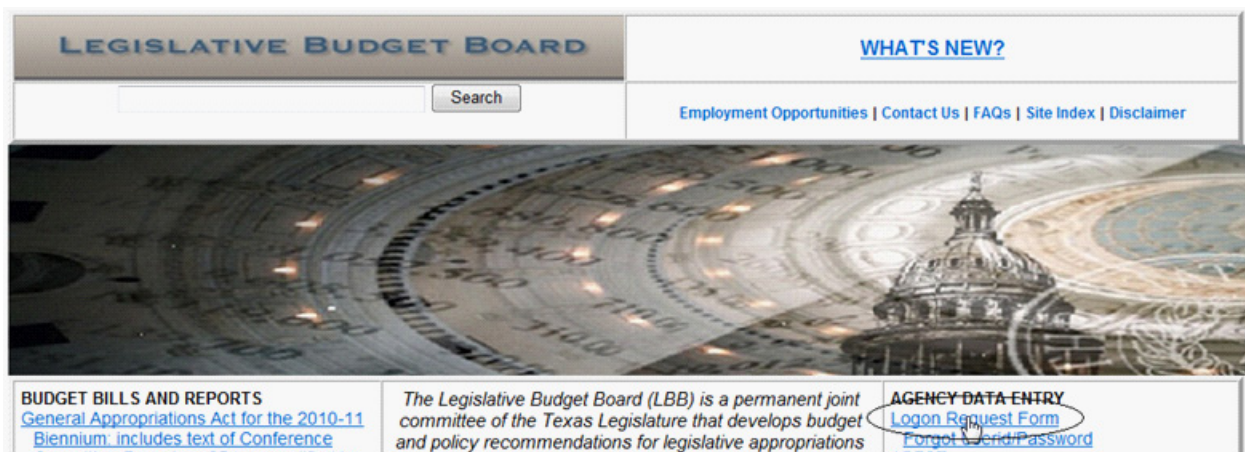 LEGISLATIVE BUDGET BOARD
WHAT'S NEW?
Search
Employment Opportunities | Contact Us | FAQs | Site Index | Disclaimer
BUDGET BILLS AND REPORTS
General Appropriations Act for the 2010-11
Biennium: includes text of Conference
The Legislative Budget Board (LBB) is a permanent joint
committee of the Texas Legislature that develops budget
and policy recommendations for legislative appropriations
AGENCY DATA ENTRY
Logon Request Form
Forgot Userid/Password